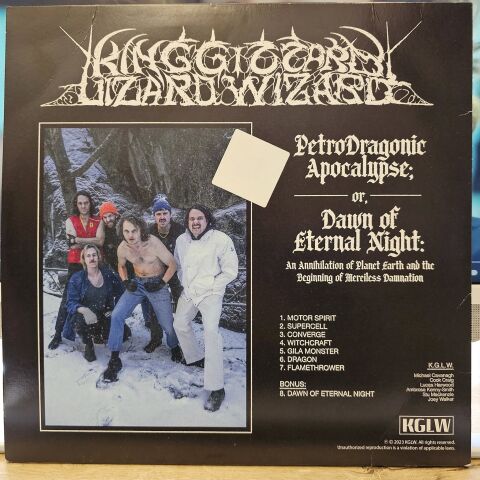 KING GIZZARD
LIZARD WIZARD
PetroDragonic
Apocalypse;
or,
Dawn of
Eternal Night:
An Annihilation of Planet Earth and the
Beginning of Merciless Damnation
1. MOTOR SPIRIT
2. SUPERCELL
3. CONVERGE
4. WITCHCRAFT
5. GILA MONSTER
6. DRAGON
7. FLAMETHROWER
BONUS:
8. DAWN OF ETERNAL NIGHT
K.G.L.W.
Michael Cavanagh
Cook Craig
Lucas Harwood
Ambrose Kenny-Smith
Stu Mackenzie
Joey Walker
KGLW
℗ © 2023 KGLW. All rights reserved.
Unauthorized reproduction is a violation of applicable laws.